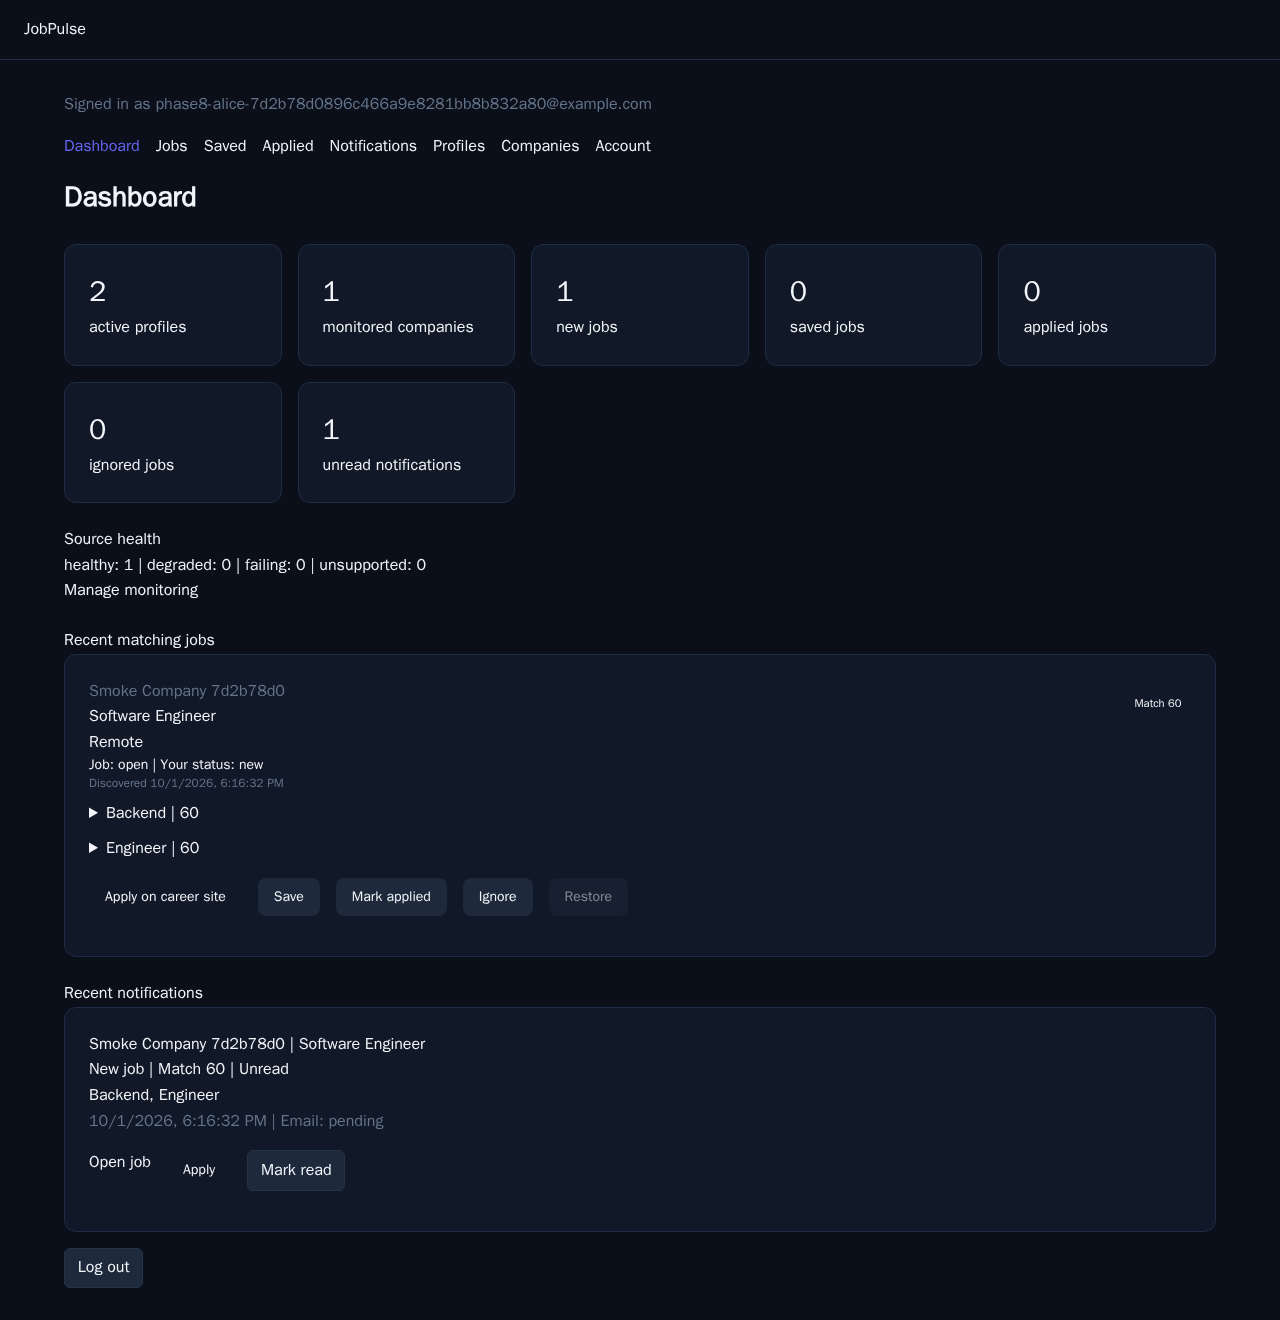 JobPulse
Signed in as phase8-alice-7d2b78d0896c466a9e8281bb8b832a80@example.com
Dashboard Jobs Saved Applied Notifications Profiles Companies Account
Dashboard
2
active profiles
1
monitored companies
1
new jobs
0
saved jobs
0
applied jobs
0
ignored jobs
1
unread notifications
Source health
healthy: 1 | degraded: 0 | failing: 0 | unsupported: 0
Manage monitoring
Recent matching jobs
Smoke Company 7d2b78d0
Match 60
Software Engineer
Remote
Job: open | Your status: new
Discovered 10/1/2026, 6:16:32 PM
Backend | 60
Engineer | 60
Apply on career site Save Mark applied Ignore Restore
Recent notifications
Smoke Company 7d2b78d0 | Software Engineer
New job | Match 60 | Unread
Backend, Engineer
10/1/2026, 6:16:32 PM | Email: pending
Open job Apply Mark read
Log out